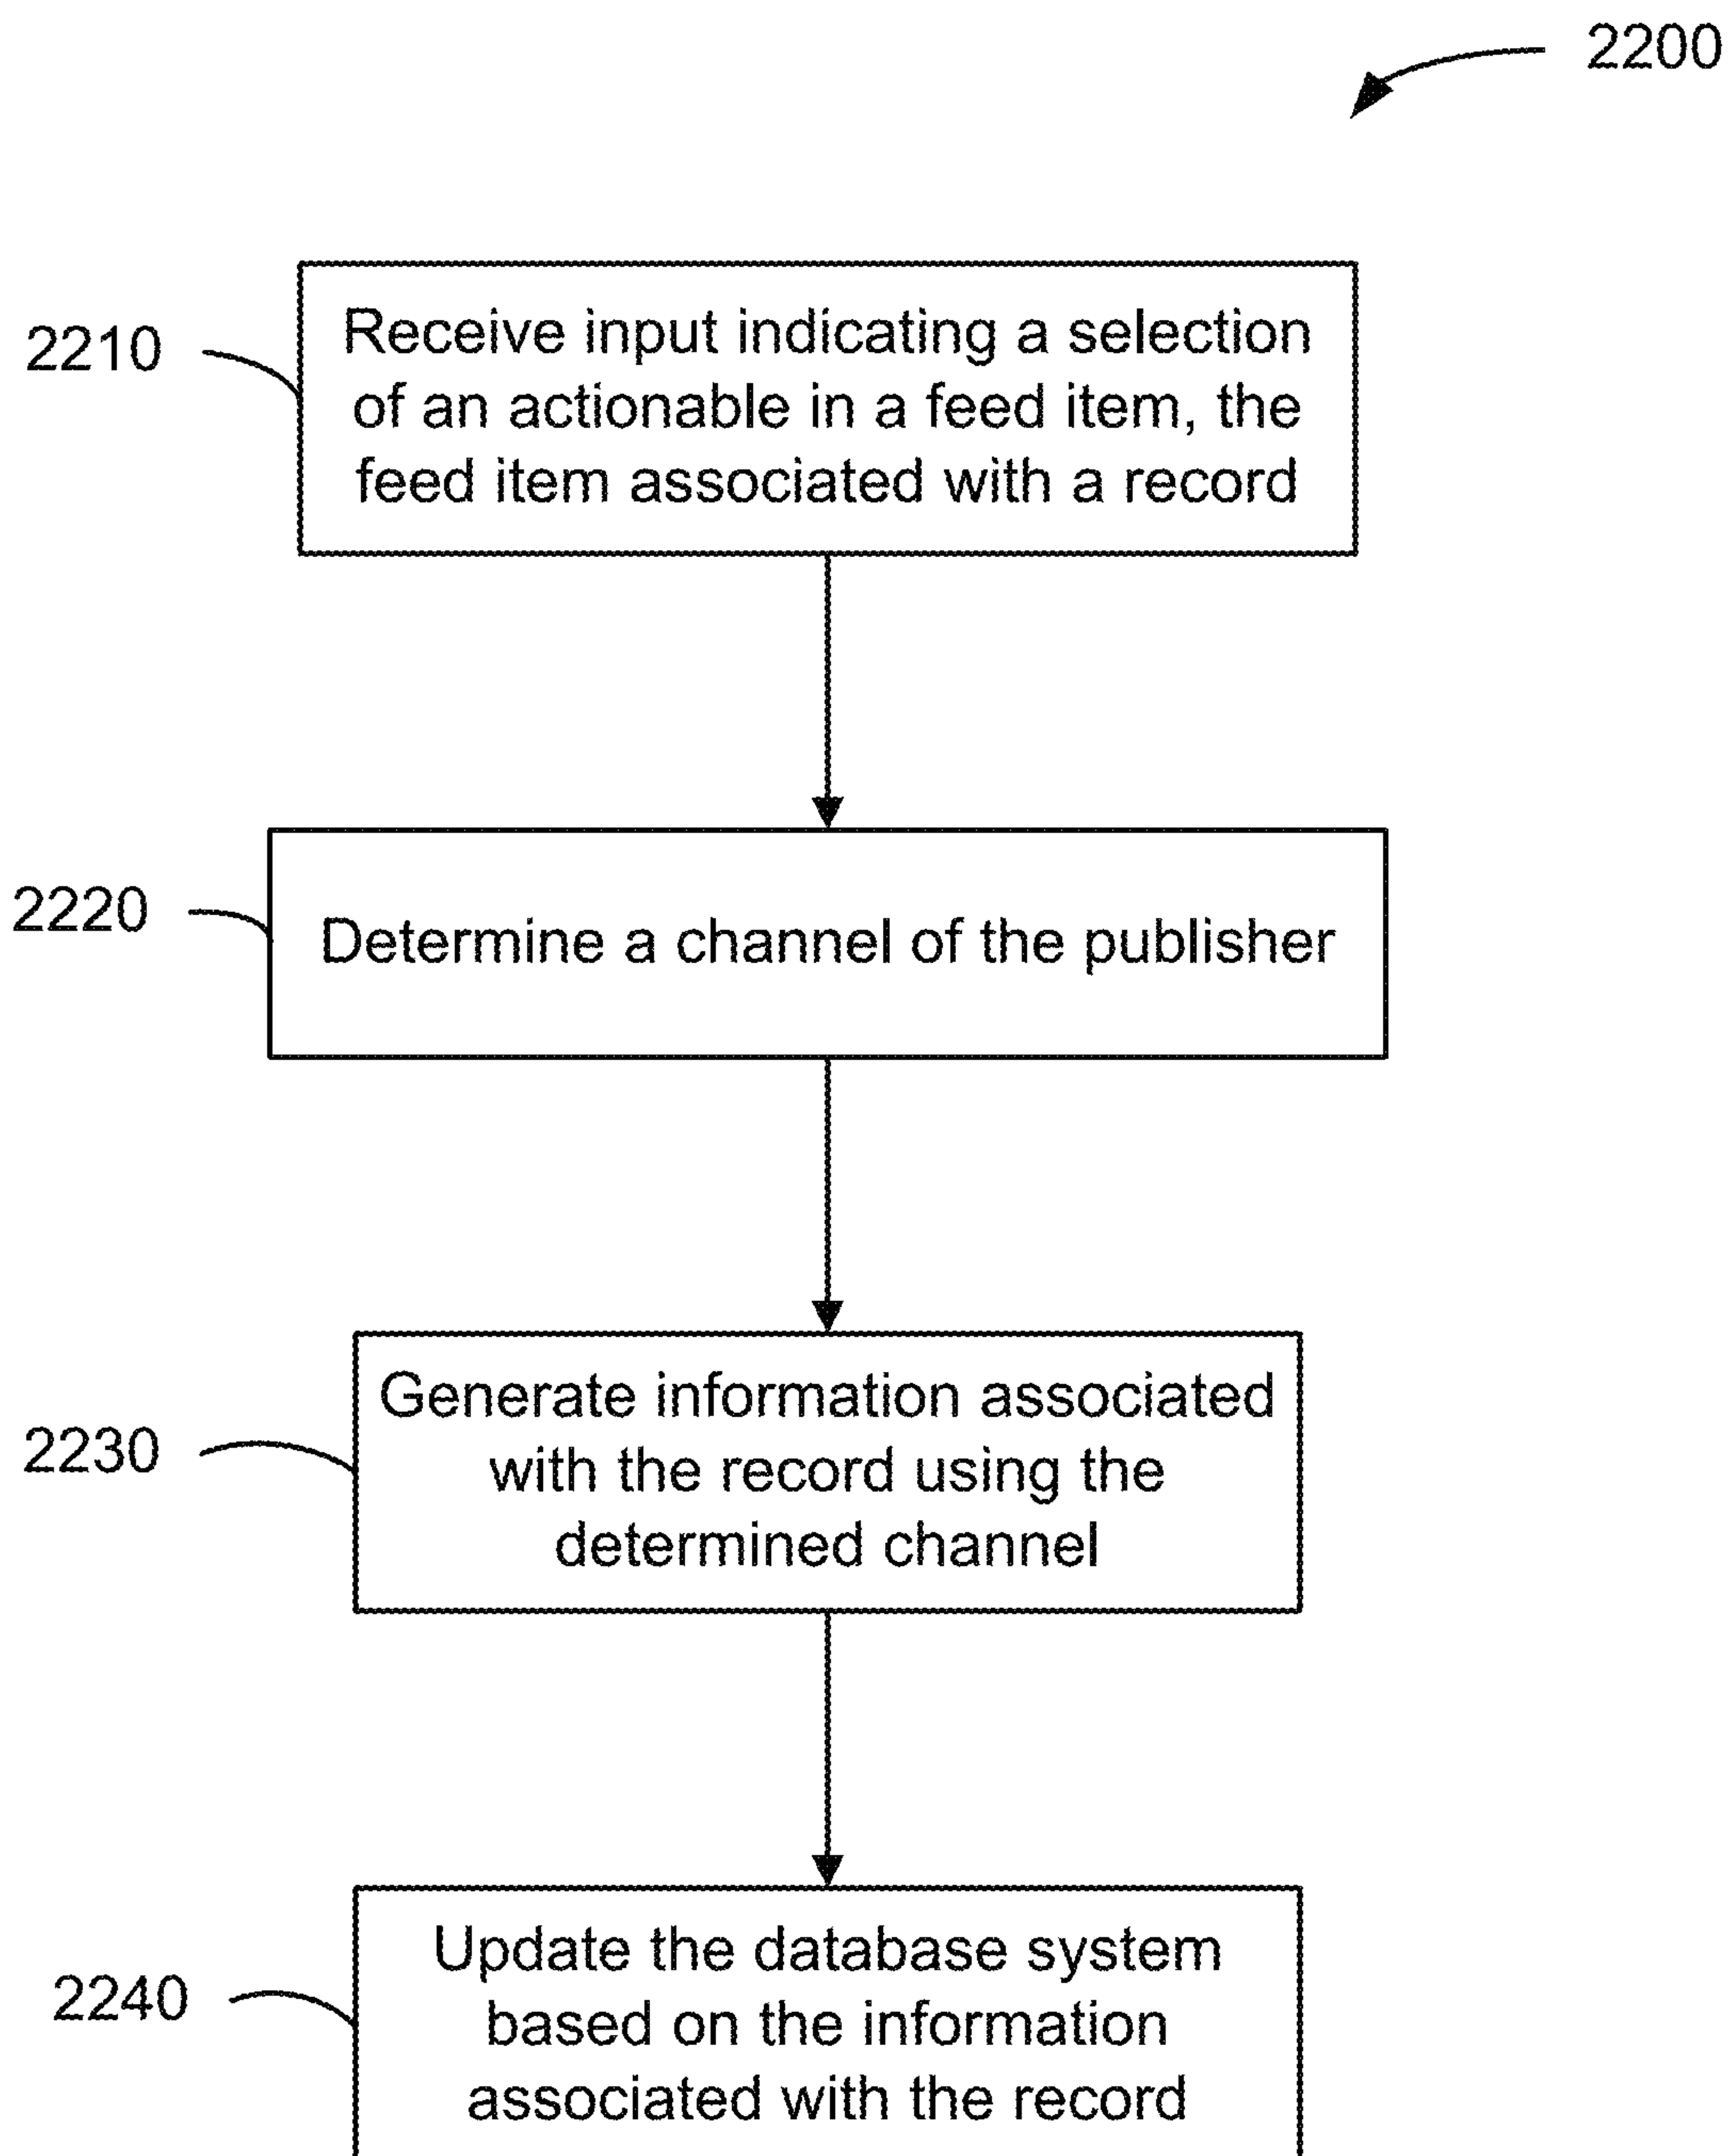 2200
2210
Receive input indicating a selection
of an actionable in a feed item, the
feed item associated with a record
2220
Determine a channel of the publisher
2230
Generate information associated
with the record using the
determined channel
2240
Update the database system
based on the information
associated with the record